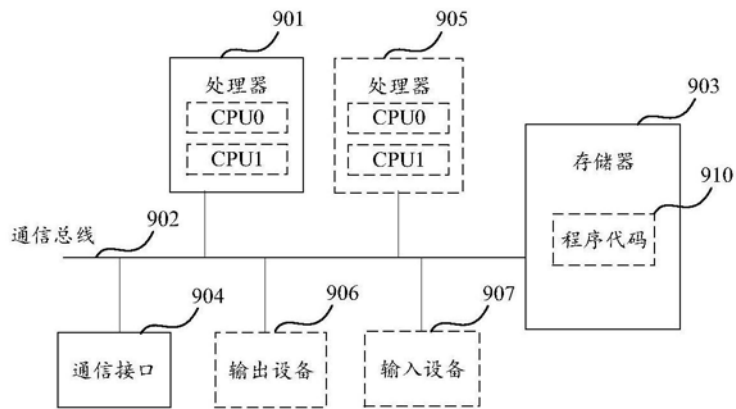 901
905
处理器
CPU0
CPU1
处理器
CPU0
CPU1
903
存储器
910
程序代码
通信总线
902
904
通信接口
906
输出设备
907
输入设备